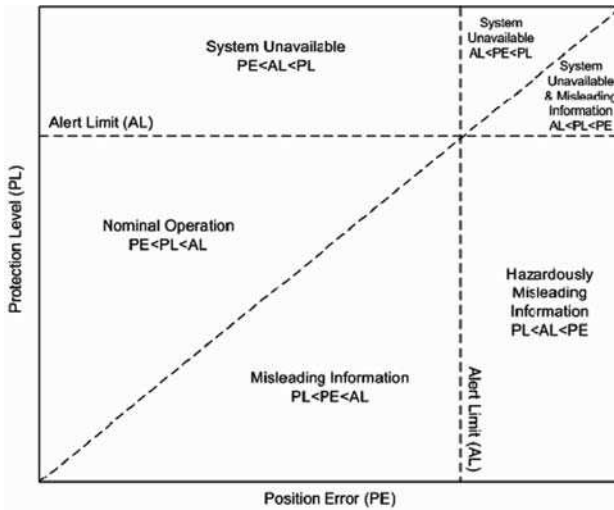 System Unavailable
PE<AL<PL
System
Unavailable
AL<PE<PL
System
Unavailable
& Misleading
Information
AL<PL<PE
Alert Limit (AL)
Nominal Operation
PE<PL<AL
Hazardously
Misleading
Information
PL<AL<PE
Misleading Information
PL<PE<AL
Alert Limit (AL)
Protection Level (PL)
Position Error (PE)